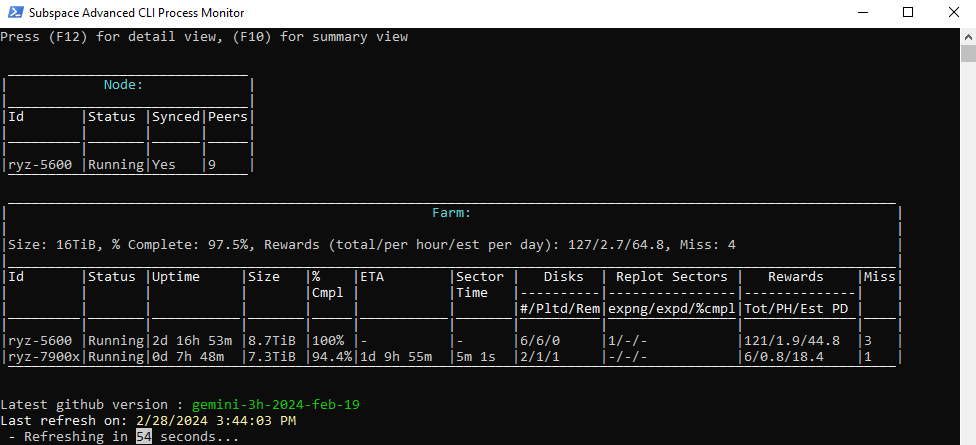 Subspace Advanced CLI Process Monitor
Press (F12) for detail view, (F10) for summary view
Node:
|Id |Status |Synced|Peers|
|ryz-5600 |Running|Yes |9 |
Farm:
|Size: 16TiB, % Complete: 97.5%, Rewards (total/per hour/est per day): 127/2.7/64.8, Miss: 4 |
|Id |Status |Uptime |Size |% |ETA |Sector | Disks | Replot Sectors | Rewards |Miss|
| | | | |Cmpl | |Time |----------|----------------|--------------| |
| | | | | | | |#/Pltd/Rem|expng/expd/%cmpl|Tot/PH/Est PD | |
|ryz-5600 |Running|2d 16h 53m |8.7TiB |100% |- |- |6/6/0 |1/-/- |121/1.9/44.8 |3 |
|ryz-7900x|Running|0d 7h 48m |7.3TiB |94.4%|1d 9h 55m |5m 1s |2/1/1 |-/-/- |6/0.8/18.4 |1 |
Latest github version : gemini-3h-2024-feb-19
Last refresh on: 2/28/2024 3:44:03 PM
- Refreshing in 54 seconds...